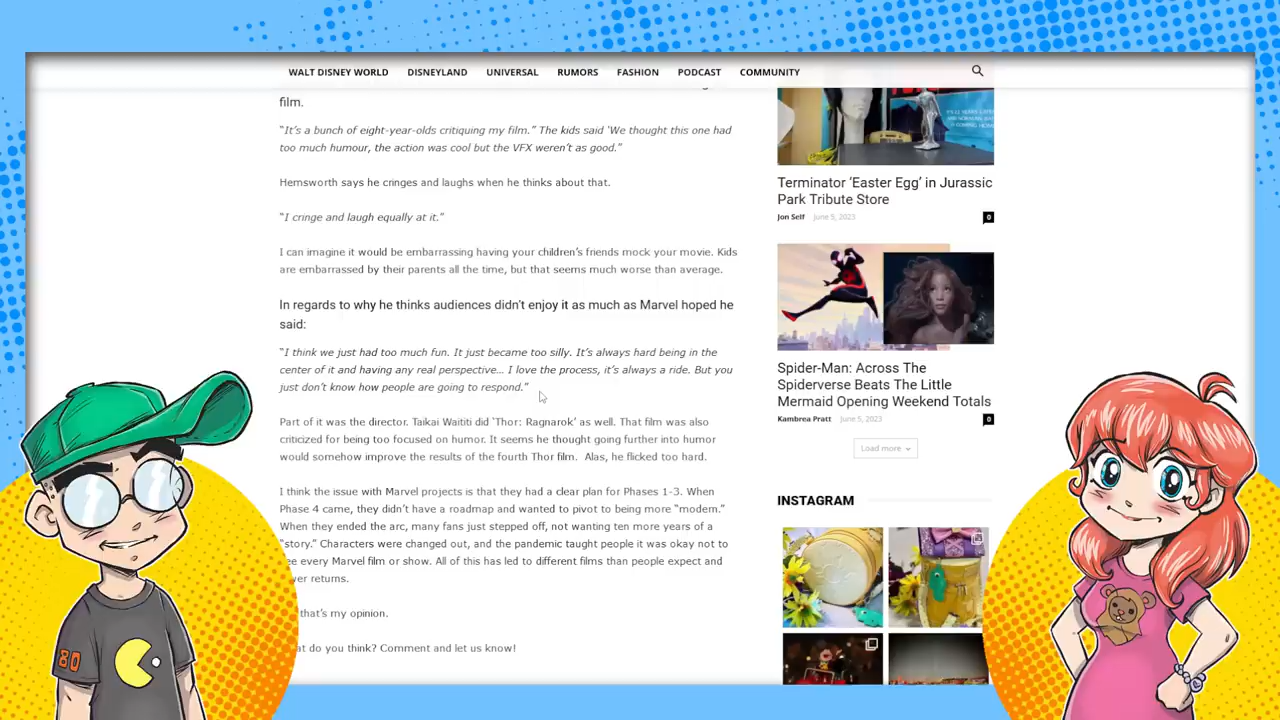 WALT DISNEY WORLD DISNEYLAND UNIVERSAL RUMORS FASHION PODCAST COMMUNITY
film.
"It's a bunch of eight-year-olds critiquing my film." The kids said 'We thought this one had
too much humour, the action was cool but the VFX weren't as good."
Hemsworth says he cringes and laughs when he thinks about that.
"I cringe and laugh equally at it."
I can imagine it would be embarrassing having your children's friends mock your movie. Kids
are embarrassed by their parents all the time, but that seems much worse than average.
In regards to why he thinks audiences didn't enjoy it as much as Marvel hoped he
said:
"I think we just had too much fun. It just became too silly. It's always hard being in the
center of it and having any real perspective… I love the process, it's always a ride. But you
just don't know how people are going to respond."
Part of it was the director. Taikai Waititi did 'Thor: Ragnarok' as well. That film was also
criticized for being too focused on humor. It seems he thought going further into humor
would somehow improve the results of the fourth Thor film. Alas, he flicked too hard.
I think the issue with Marvel projects is that they had a clear plan for Phases 1-3. When
Phase 4 came, they didn't have a roadmap and wanted to pivot to being more "modern."
When they ended the arc, many fans just stepped off, not wanting ten more years of a
"story." Characters were changed out, and the pandemic taught people it was okay not to
ee every Marvel film or show. All of this has led to different films than people expect and
wer returns.
that's my opinion.
at do you think? Comment and let us know!
Terminator 'Easter Egg' in Jurassic
Park Tribute Store
Jon Self June 5, 2023 0
Spider-Man: Across The
Spiderverse Beats The Little
Mermaid Opening Weekend Totals
Kambrea Pratt June 5, 2023 0
Load more
INSTAGRAM
80